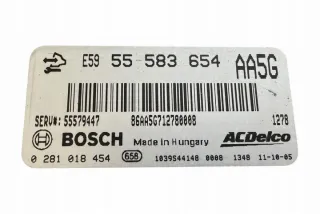 E59 55 583 654 AA5G
SERV#: 55579447 86AA5G712780008 1278
BOSCH Made in Hungary ACDelco
0 281 018 454 656 1039S44148 0008 1348 11-10-05